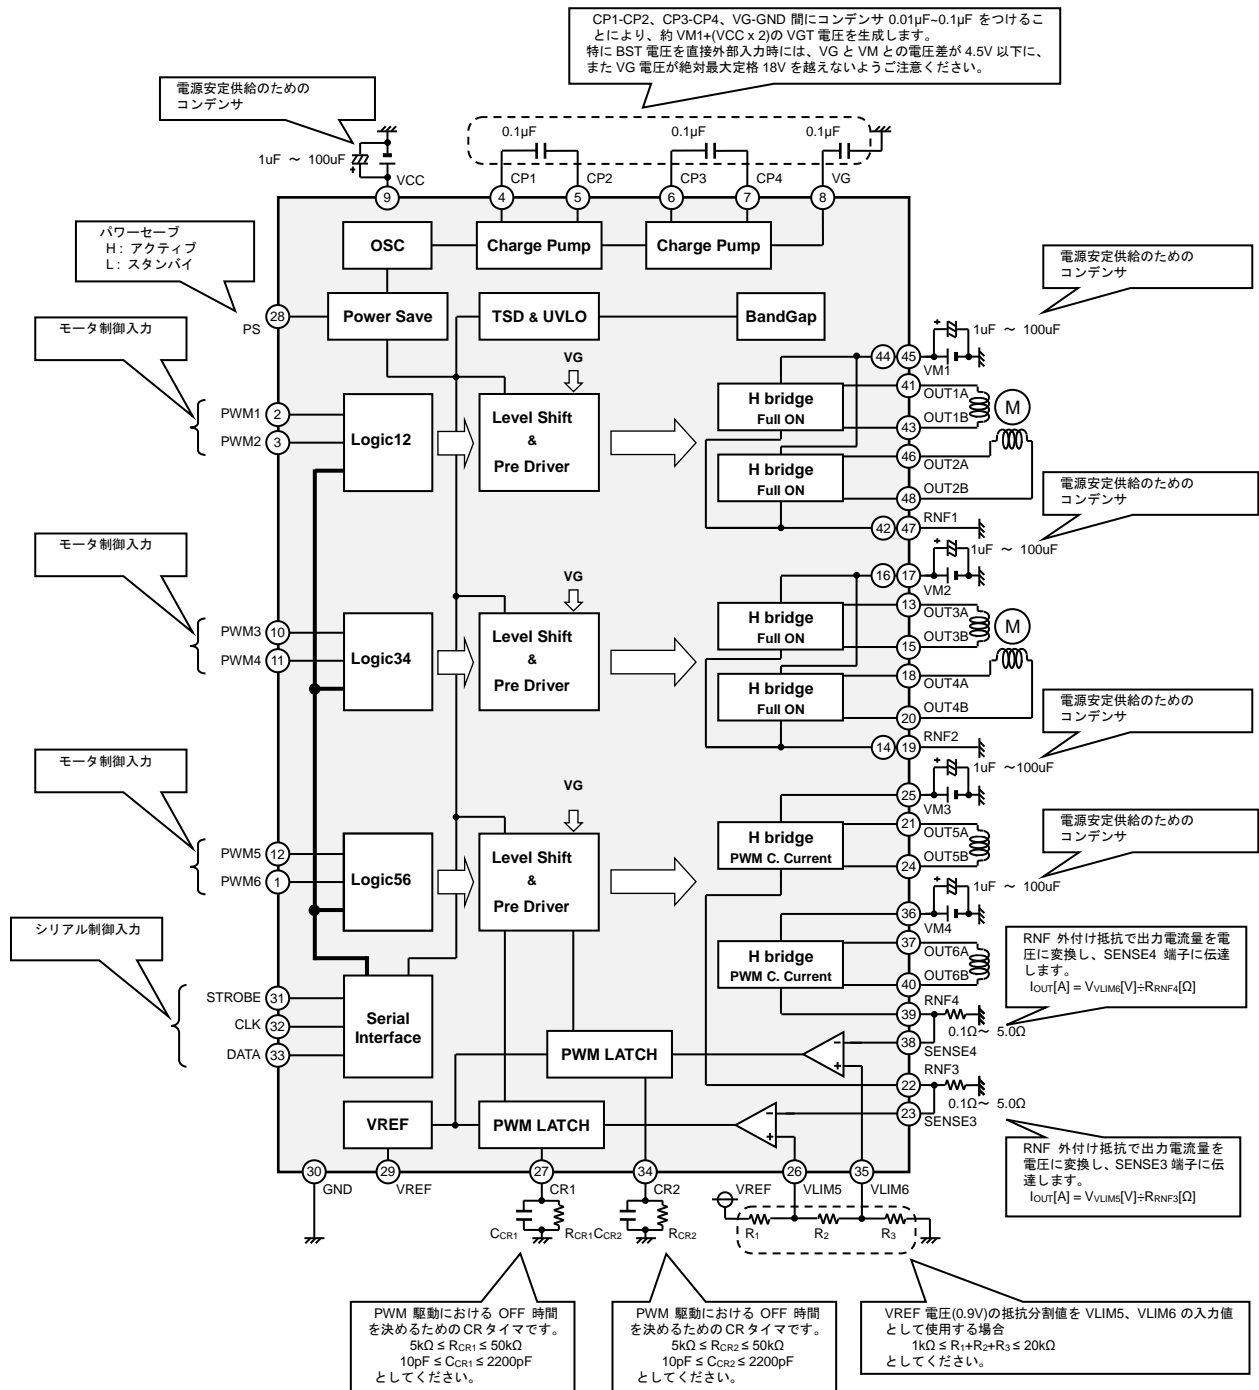 CP1-CP2、CP3-CP4、VG-GND 間にコンデンサ 0.01µF~0.1µF をつけるこ
とにより、約 VM1+(VCC x 2)の VGT 電圧を生成します。
特に BST 電圧を直接外部入力時には、VG と VM との電圧差が 4.5V 以下に、
また VG 電圧が絶対最大定格 18V を越えないようご注意ください。
電源安定供給のための
コンデンサ
1uF ～ 100uF
+
VCC
9
0.1µF
0.1µF
0.1µF
CP1
CP2
CP3
CP4
VG
4
5
6
7
8
OSC
Charge Pump
Charge Pump
パワーセーブ
H : アクティブ
L : スタンバイ
28
PS
Power Save
TSD & UVLO
BandGap
電源安定供給のための
コンデンサ
+
1uF ～ 100uF
44
45
VM1
モータ制御入力
PWM1
2
PWM2
3
Logic12
VG
Level Shift
&
Pre Driver
H bridge
Full ON
H bridge
Full ON
41
OUT1A
OUT1B
43
M
46
OUT2A
OUT2B
48
42
47
RNF1
電源安定供給のための
コンデンサ
+
1uF ～ 100uF
16
17
VM2
モータ制御入力
PWM3
10
PWM4
11
Logic34
VG
Level Shift
&
Pre Driver
H bridge
Full ON
H bridge
Full ON
13
OUT3A
OUT3B
15
M
18
OUT4A
OUT4B
20
14
19
RNF2
電源安定供給のための
コンデンサ
+
1uF ～100uF
25
VM3
モータ制御入力
PWM5
12
PWM6
1
Logic56
VG
Level Shift
&
Pre Driver
H bridge
PWM C. Current
21
OUT5A
OUT5B
24
電源安定供給のための
コンデンサ
+
1uF ～ 100uF
36
VM4
H bridge
PWM C. Current
37
OUT6A
OUT6B
40
RNF4
39
0.1Ω～ 5.0Ω
38
SENSE4
RNF 外付け抵抗で出力電流量を電
圧に変換し、SENSE4 端子に伝達
します。
IOUT[A] = VVLIM6[V]÷RRNF4[Ω]
シリアル制御入力
STROBE
31
CLK
32
DATA
33
Serial
Interface
PWM LATCH
-
+
RNF3
22
0.1Ω～ 5.0Ω
23
SENSE3
VREF
PWM LATCH
-
+
RNF 外付け抵抗で出力電流量を
電圧に変換し、SENSE3 端子に伝
達します。
IOUT[A] = VVLIM5[V]÷RRNF3[Ω]
30
GND
29
VREF
27
CR1
34
CR2
26
VLIM5
35
VLIM6
VREF
CCR1
RCR1
CCR2
RCR2
R1
R2
R3
PWM 駆動における OFF 時間
を決めるための CR タイマです。
5kΩ ≤ RCR1 ≤ 50kΩ
10pF ≤ CCR1 ≤ 2200pF
としてください。
PWM 駆動における OFF 時間
を決めるための CR タイマです。
5kΩ ≤ RCR2 ≤ 50kΩ
10pF ≤ CCR2 ≤ 2200pF
としてください。
VREF 電圧(0.9V)の抵抗分割値を VLIM5、VLIM6 の入力値
として使用する場合
1kΩ ≤ R1+R2+R3 ≤ 20kΩ
としてください。